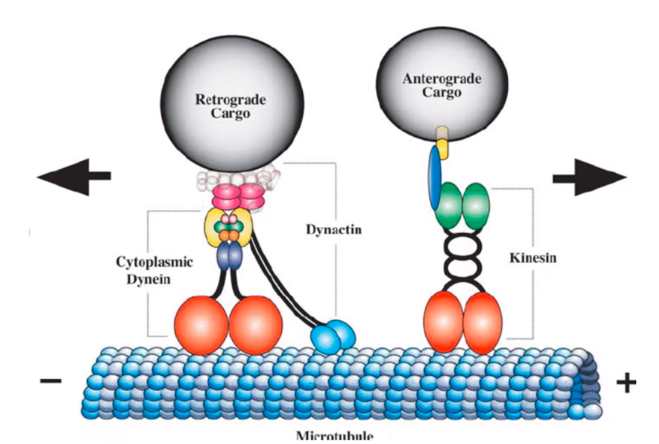 Retrograde
Cargo
Anterograde
Cargo
Dynactin
Cytoplasmic
Dynein
Kinesin
−
+
Microtubule